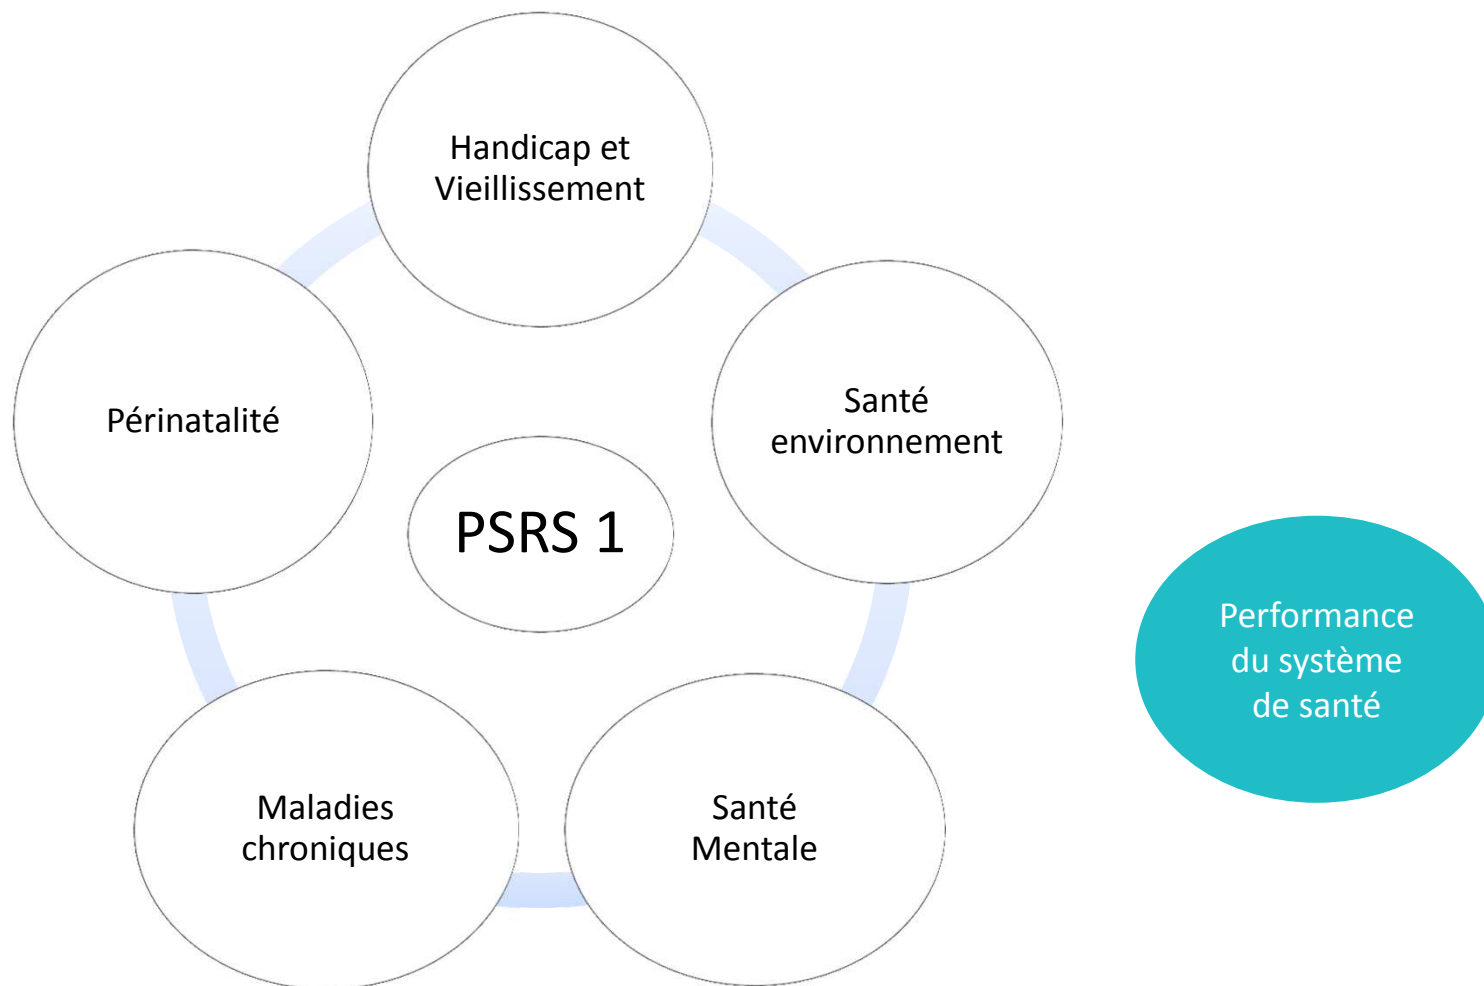 Handicap et
Vieillissement
Périnatalité
Santé
environnement
PSRS 1
Performance
du système
de santé
Maladies
chroniques
Santé
Mentale